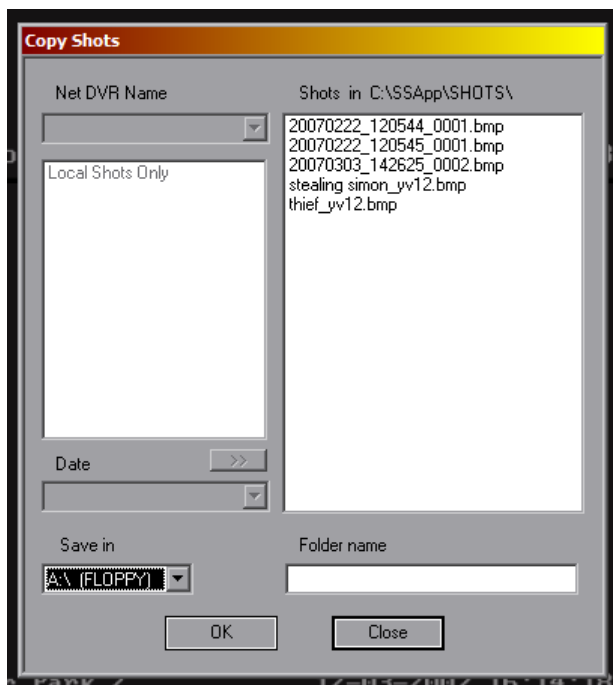 Copy Shots
Net DVR Name
Shots in C:\SSApp\SHOTS\
Local Shots Only
20070222_120544_0001.bmp
20070222_120545_0001.bmp
20070303_142625_0002.bmp
stealing simon_yv12.bmp
thief_yv12.bmp
Date
>>
Save in
A:\ (FLOPPY)
Folder name
OK
Close